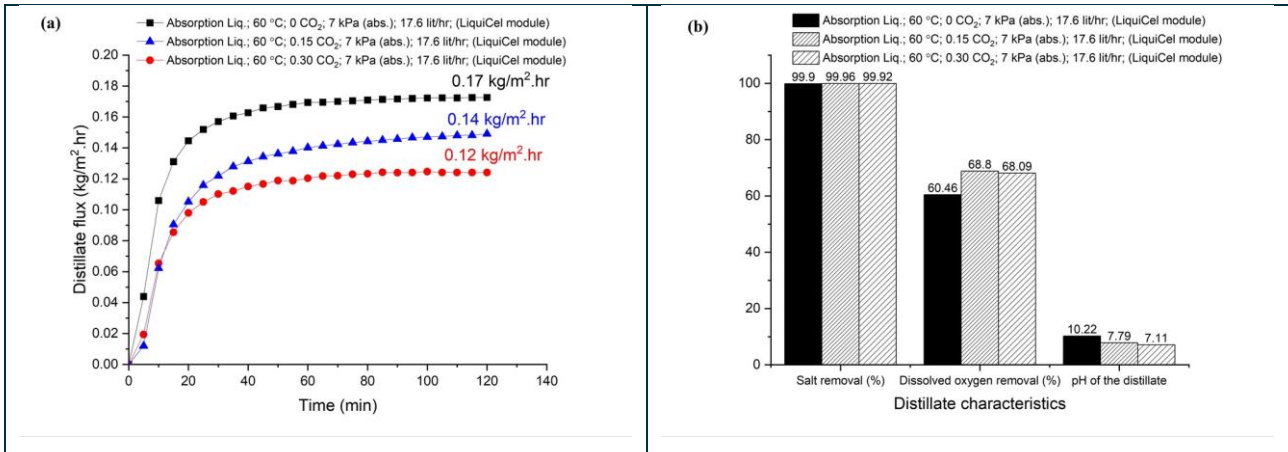 (a)
Absorption Liq.; 60 °C; 0 CO₂; 7 kPa (abs.); 17.6 lit/hr; (LiquiCel module)
Absorption Liq.; 60 °C; 0.15 CO₂; 7 kPa (abs.); 17.6 lit/hr; (LiquiCel module)
Absorption Liq.; 60 °C; 0.30 CO₂; 7 kPa (abs.); 17.6 lit/hr; (LiquiCel module)
Distillate flux (kg/m².hr)
0.20
0.18
0.16
0.14
0.12
0.10
0.08
0.06
0.04
0.02
0.00
0.17 kg/m².hr
0.14 kg/m².hr
0.12 kg/m².hr
0 20 40 60 80 100 120 140
Time (min)
(b)
Absorption Liq.; 60 °C; 0 CO₂; 7 kPa (abs.); 17.6 lit/hr; (LiquiCel module)
Absorption Liq.; 60 °C; 0.15 CO₂; 7 kPa (abs.); 17.6 lit/hr; (LiquiCel module)
Absorption Liq.; 60 °C; 0.30 CO₂; 7 kPa (abs.); 17.6 lit/hr; (LiquiCel module)
100
80
60
40
20
0
99.9 99.96 99.92
60.46 68.8 68.09
10.22 7.79 7.11
Salt removal (%) Dissolved oxygen removal (%) pH of the distillate
Distillate characteristics